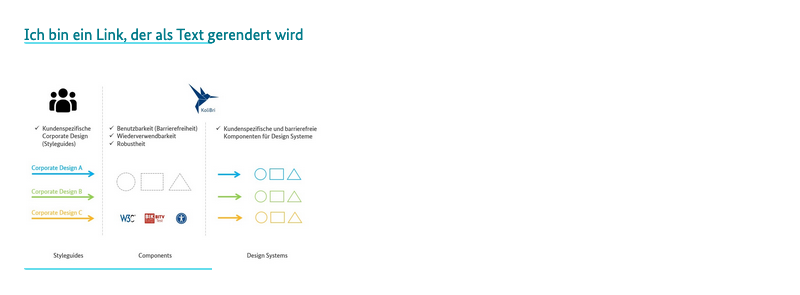 Ich bin ein Link, der als Text gerendert wird
KoliBri
Kundenspezifische
Corporate Design
(Styleguides)
Benutzbarkeit (Barrierefreiheit)
Wiederverwendbarkeit
Robustheit
Kundenspezifische und barrierefreie
Komponenten für Design Systeme
Corporate Design A
Corporate Design B
Corporate Design C
W3C
BIK BITV
Test
Styleguides
Components
Design Systems